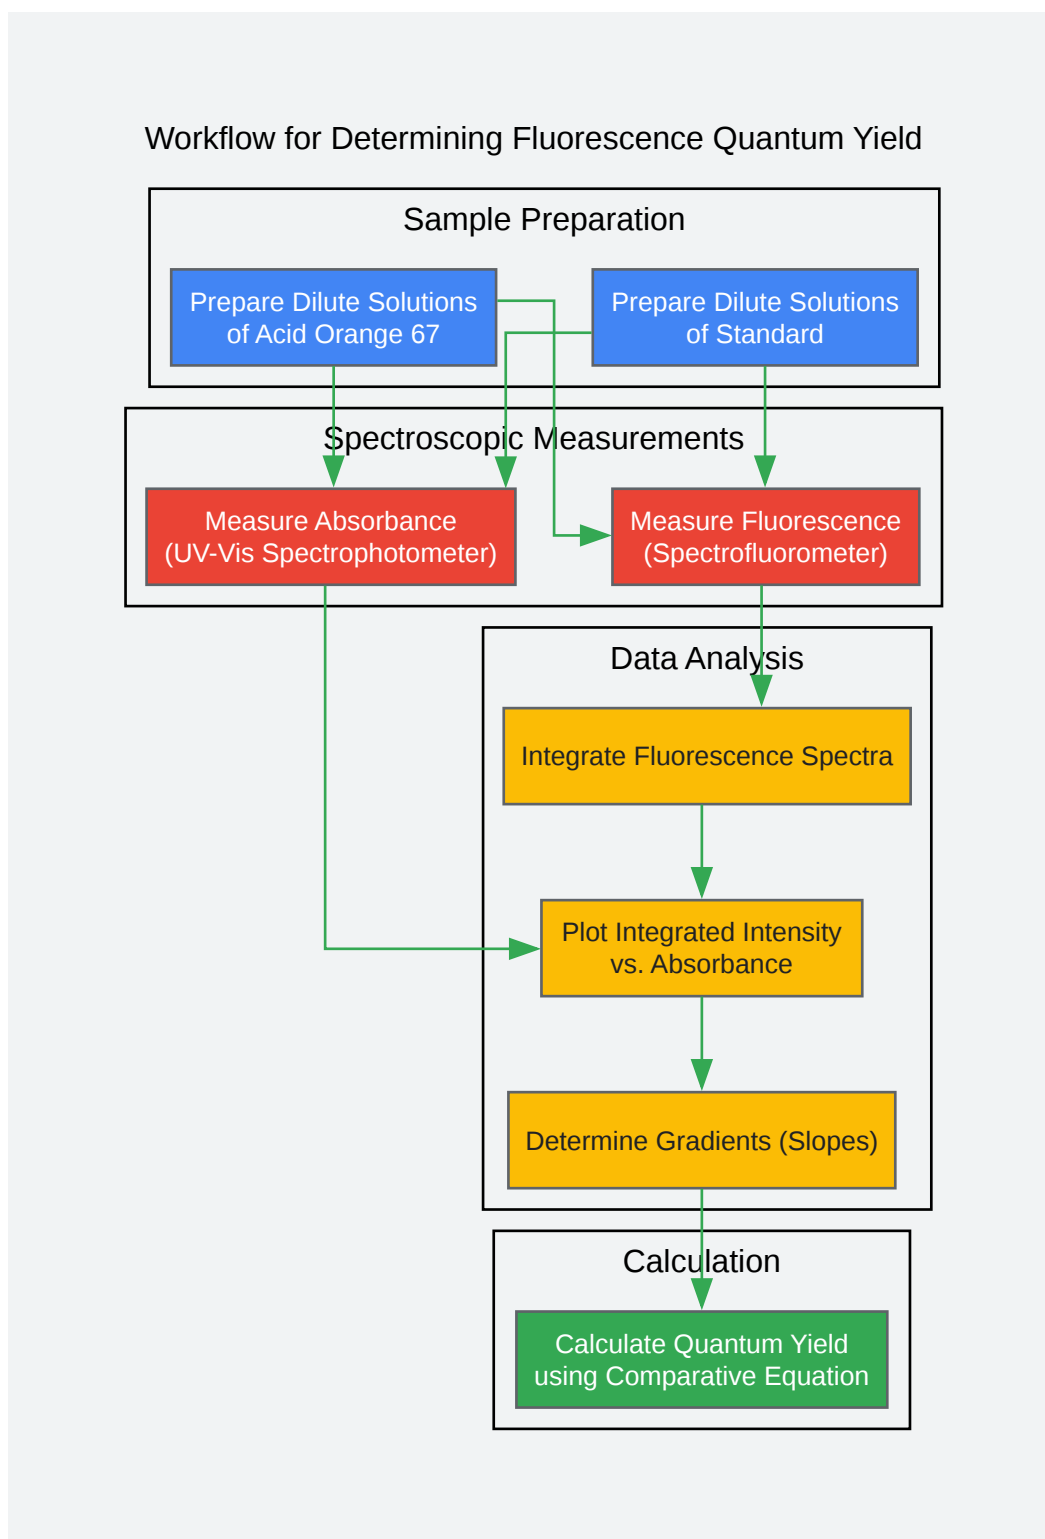 Workflow for Determining Fluorescence Quantum Yield
Sample Preparation
Prepare Dilute Solutions
of Acid Orange 67
Prepare Dilute Solutions
of Standard
Spectroscopic Measurements
Measure Absorbance
(UV-Vis Spectrophotometer)
Measure Fluorescence
(Spectrofluorometer)
Data Analysis
Integrate Fluorescence Spectra
Plot Integrated Intensity
vs. Absorbance
Determine Gradients (Slopes)
Calculation
Calculate Quantum Yield
using Comparative Equation